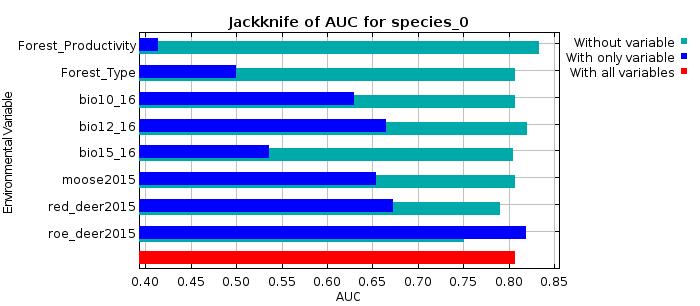 Jackknife of AUC for species_0
Forest_Productivity
Forest_Type
bio10_16
bio12_16
bio15_16
moose2015
red_deer2015
roe_deer2015
Environmental Variable
0.40 0.45 0.50 0.55 0.60 0.65 0.70 0.75 0.80 0.85
AUC
Without variable
With only variable
With all variables